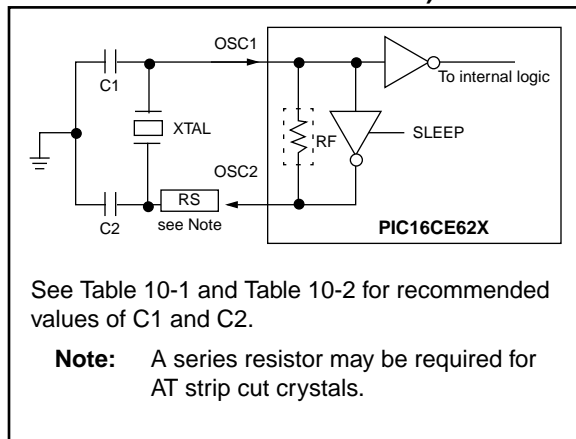 OSC1
To internal logic
C1
XTAL
RF
SLEEP
OSC2
RS
C2
see Note
PIC16CE62X
See Table 10-1 and Table 10-2 for recommended
values of C1 and C2.
Note: A series resistor may be required for
AT strip cut crystals.